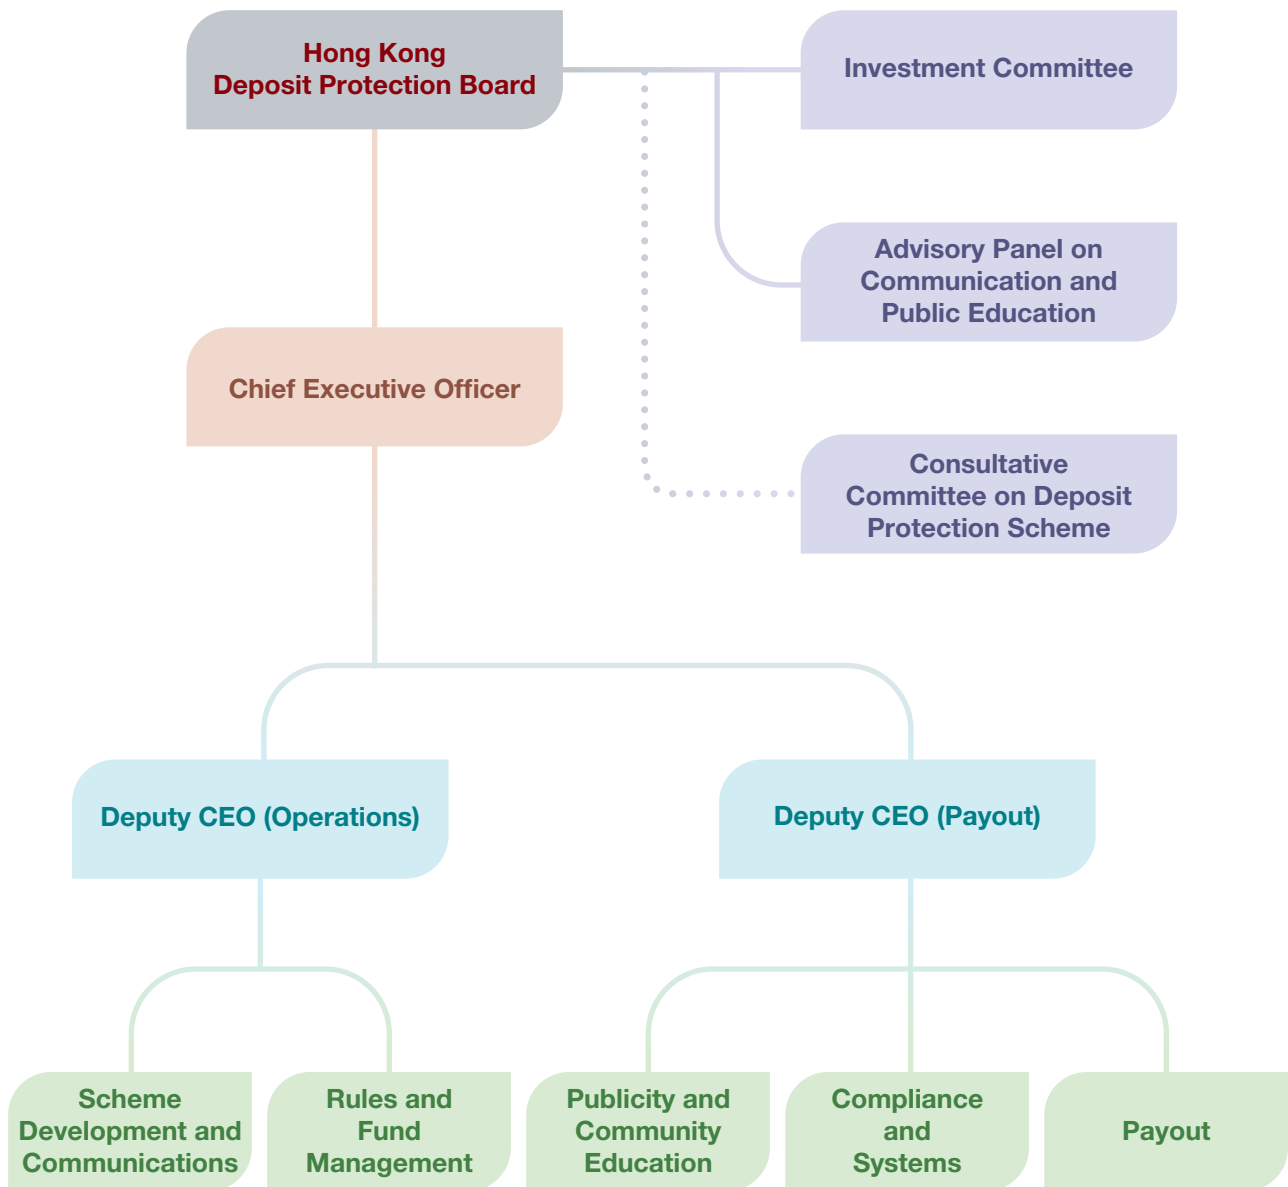 Hong Kong
Deposit Protection Board
Investment Committee
Advisory Panel on
Communication and
Public Education
Chief Executive Officer
Consultative
Committee on Deposit
Protection Scheme
Deputy CEO (Operations)
Deputy CEO (Payout)
Scheme
Development and
Communications
Rules and
Fund
Management
Publicity and
Community
Education
Compliance
and
Systems
Payout